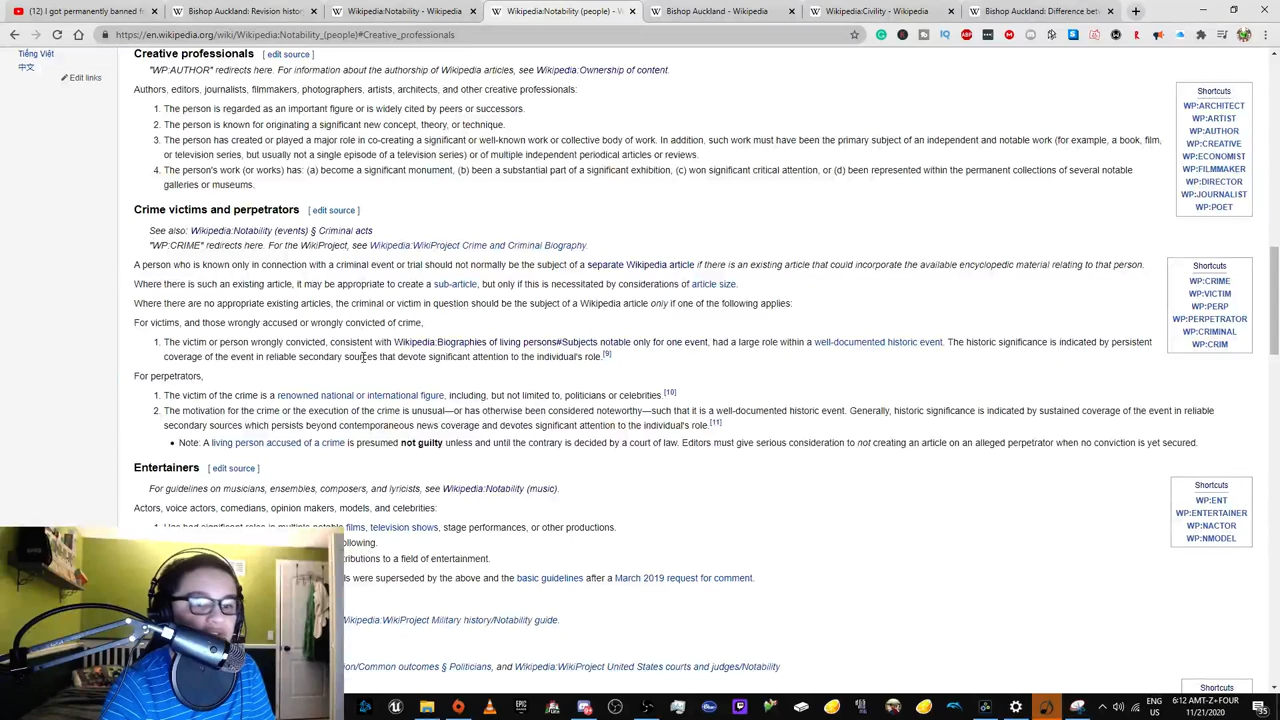 (12) I got permanently banned f
Bishop Auckland: Revision histor
Wikipedia:Notability - Wikipedia
Wikipedia:Notability (people) - W
Bishop Auckland - Wikipedia
Wikipedia:Civility - Wikipedia
Bishop Auckland: Difference betw
https://en.wikipedia.org/wiki/Wikipedia:Notability_(people)#Creative_professionals
Tiếng Việt
中文
Edit links
Creative professionals [ edit source ]
"WP:AUTHOR" redirects here. For information about the authorship of Wikipedia articles, see Wikipedia:Ownership of content.
Authors, editors, journalists, filmmakers, photographers, artists, architects, and other creative professionals:
1. The person is regarded as an important figure or is widely cited by peers or successors.
2. The person is known for originating a significant new concept, theory, or technique.
3. The person has created or played a major role in co-creating a significant or well-known work or collective body of work. In addition, such work must have been the primary subject of an independent and notable work (for example, a book, film,
or television series, but usually not a single episode of a television series) or of multiple independent periodical articles or reviews.
4. The person's work (or works) has: (a) become a significant monument, (b) been a substantial part of a significant exhibition, (c) won significant critical attention, or (d) been represented within the permanent collections of several notable
galleries or museums.
Shortcuts
WP:ARCHITECT
WP:ARTIST
WP:AUTHOR
WP:CREATIVE
WP:ECONOMIST
WP:FILMMAKER
WP:DIRECTOR
WP:JOURNALIST
WP:POET
Crime victims and perpetrators [ edit source ]
See also: Wikipedia:Notability (events) § Criminal acts
"WP:CRIME" redirects here. For the WikiProject, see Wikipedia:WikiProject Crime and Criminal Biography.
A person who is known only in connection with a criminal event or trial should not normally be the subject of a separate Wikipedia article if there is an existing article that could incorporate the available encyclopedic material relating to that person.
Where there is such an existing article, it may be appropriate to create a sub-article, but only if this is necessitated by considerations of article size.
Where there are no appropriate existing articles, the criminal or victim in question should be the subject of a Wikipedia article only if one of the following applies:
For victims, and those wrongly accused or wrongly convicted of crime,
1. The victim or person wrongly convicted, consistent with Wikipedia:Biographies of living persons#Subjects notable only for one event, had a large role within a well-documented historic event. The historic significance is indicated by persistent
coverage of the event in reliable secondary sources that devote significant attention to the individual's role.[9]
Shortcuts
WP:CRIME
WP:VICTIM
WP:PERP
WP:PERPETRATOR
WP:CRIMINAL
WP:CRIM
For perpetrators,
1. The victim of the crime is a renowned national or international figure, including, but not limited to, politicians or celebrities.[10]
2. The motivation for the crime or the execution of the crime is unusual—or has otherwise been considered noteworthy—such that it is a well-documented historic event. Generally, historic significance is indicated by sustained coverage of the event in reliable
secondary sources which persists beyond contemporaneous news coverage and devotes significant attention to the individual's role.[11]
• Note: A living person accused of a crime is presumed not guilty unless and until the contrary is decided by a court of law. Editors must give serious consideration to not creating an article on an alleged perpetrator when no conviction is yet secured.
Entertainers [ edit source ]
For guidelines on musicians, ensembles, composers, and lyricists, see Wikipedia:Notability (music).
Actors, voice actors, comedians, opinion makers, models, and celebrities:
1. Has had significant roles in multiple notable films, television shows, stage performances, or other productions.
following.
tributions to a field of entertainment.
s were superseded by the above and the basic guidelines after a March 2019 request for comment.
Shortcuts
WP:ENT
WP:ENTERTAINER
WP:NACTOR
WP:NMODEL
Wikipedia:WikiProject Military history/Notability guide.
on/Common outcomes § Politicians, and Wikipedia:WikiProject United States courts and judges/Notability
Shortcuts
ENG
US
6:12 AMT-Z+FOUR
11/21/2020